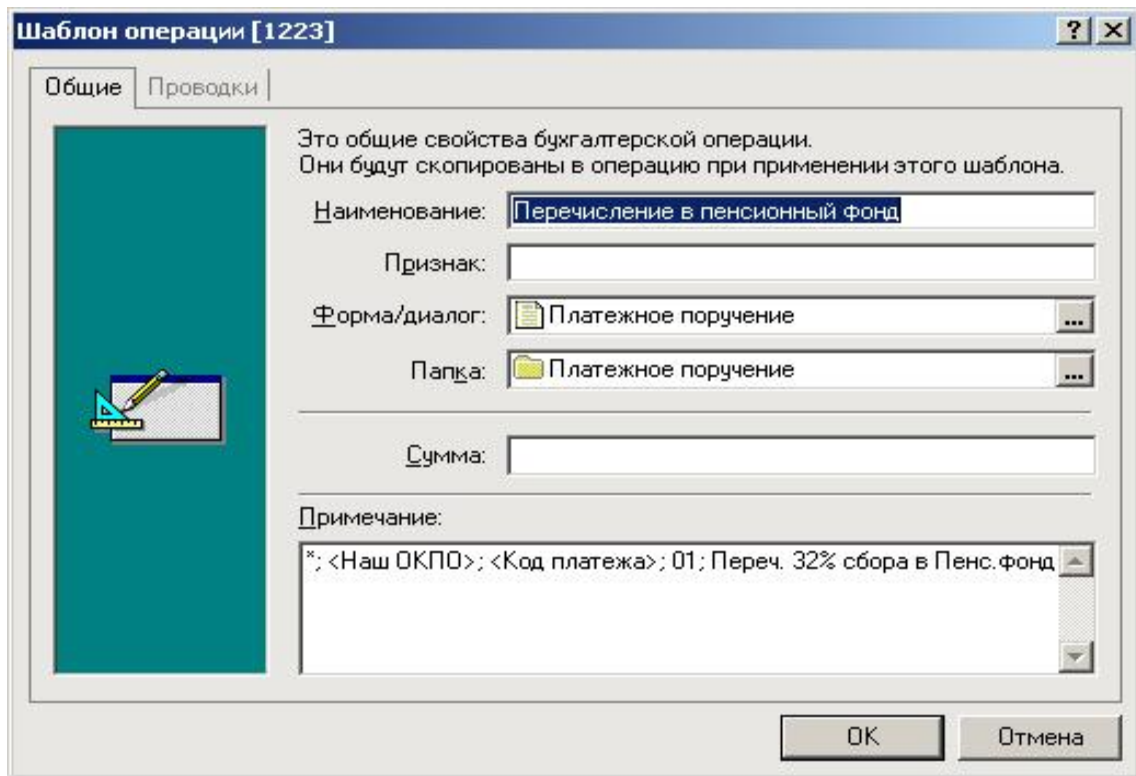 Шаблон операции [1223]
Общие Проводки
Это общие свойства бухгалтерской операции.
Они будут скопированы в операцию при применении этого шаблона.
Наименование: Перечисление в пенсионный фонд
Признак:
Форма/диалог: Платежное поручение ...
Папка: Платежное поручение ...
Сумма:
Примечание:
*; <Наш ОКПО>; <Код платежа>; 01; Переч. 32% сбора в Пенс.фонд
OK Отмена